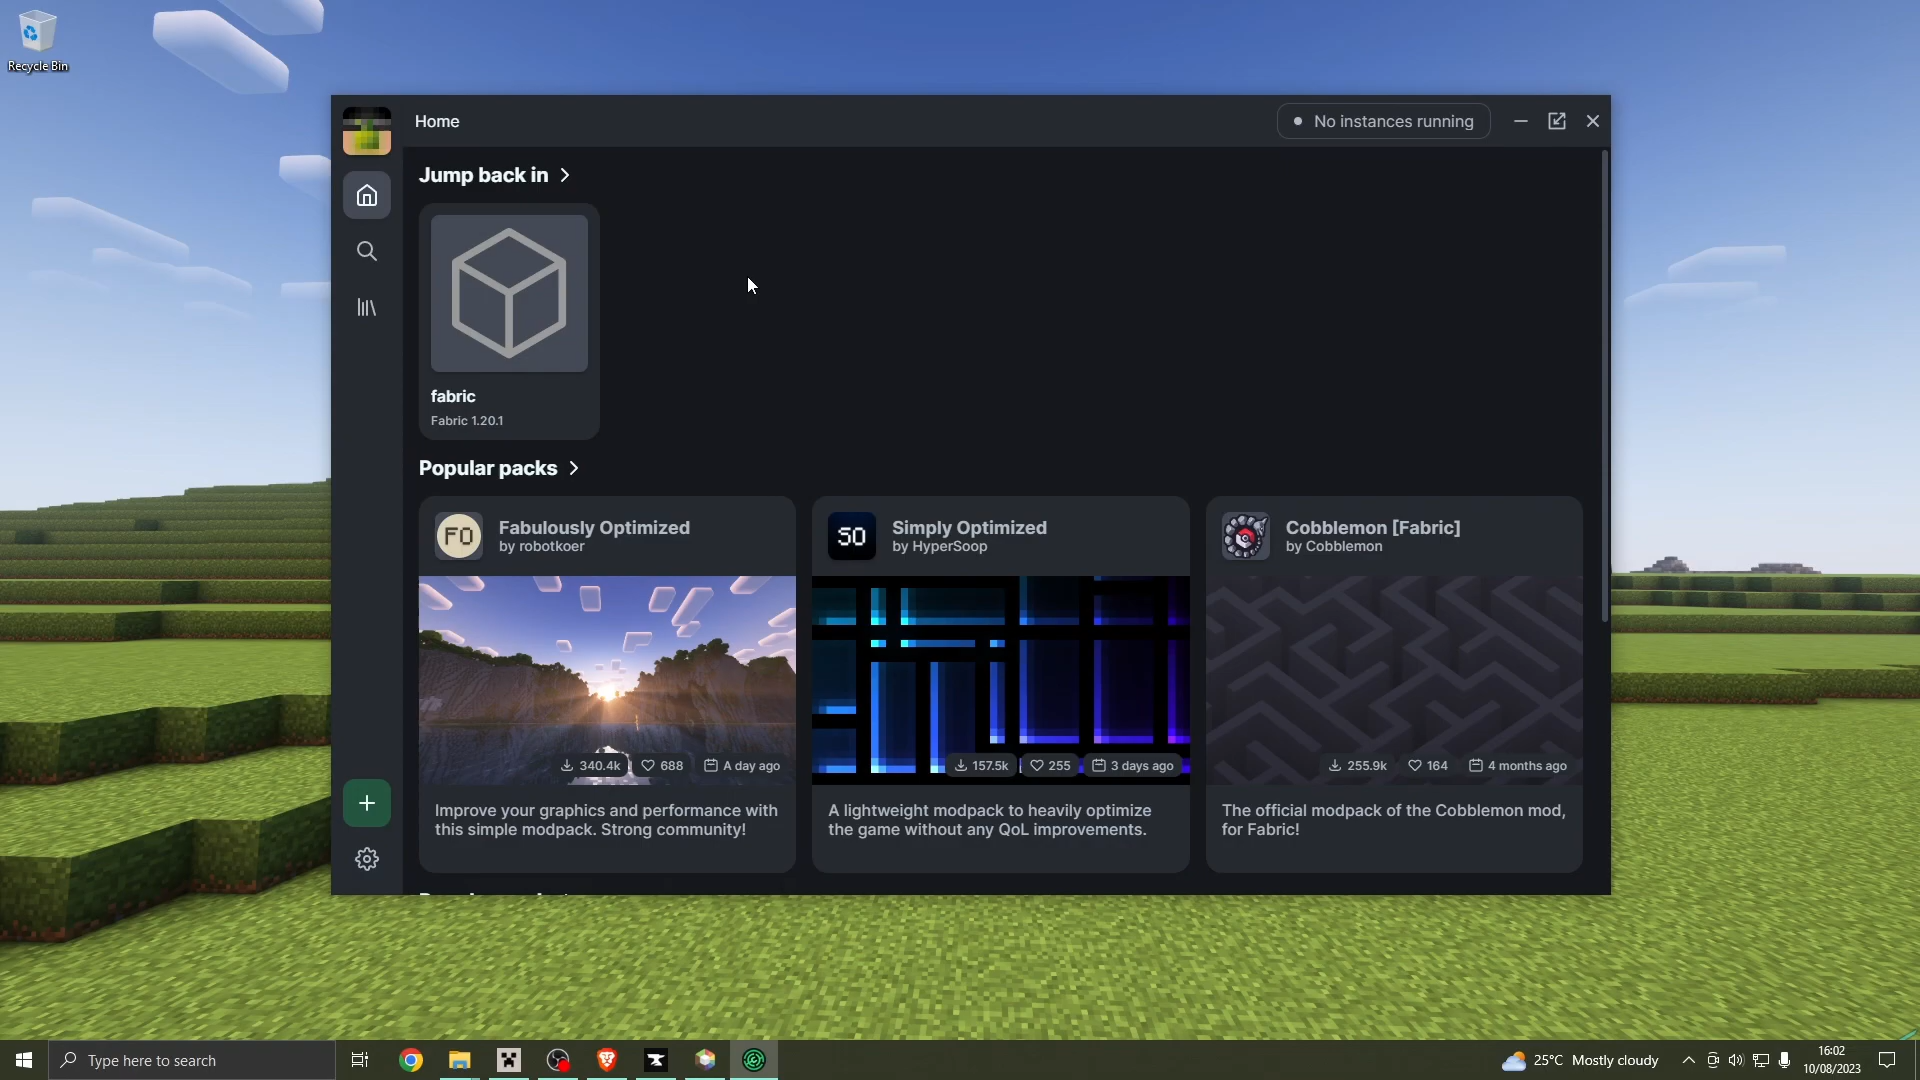 Recycle Bin
Home
No instances running
Jump back in
fabric
Fabric 1.20.1
Popular packs
FO
Fabulously Optimized
by robotkoer
340.4k
688
A day ago
Improve your graphics and performance with
this simple modpack. Strong community!
SO
Simply Optimized
by HyperSoop
157.5k
255
3 days ago
A lightweight modpack to heavily optimize
the game without any QoL improvements.
Cobblemon [Fabric]
by Cobblemon
255.9k
164
4 months ago
The official modpack of the Cobblemon mod,
for Fabric!
Type here to search
25°C Mostly cloudy
16:02
10/08/2023